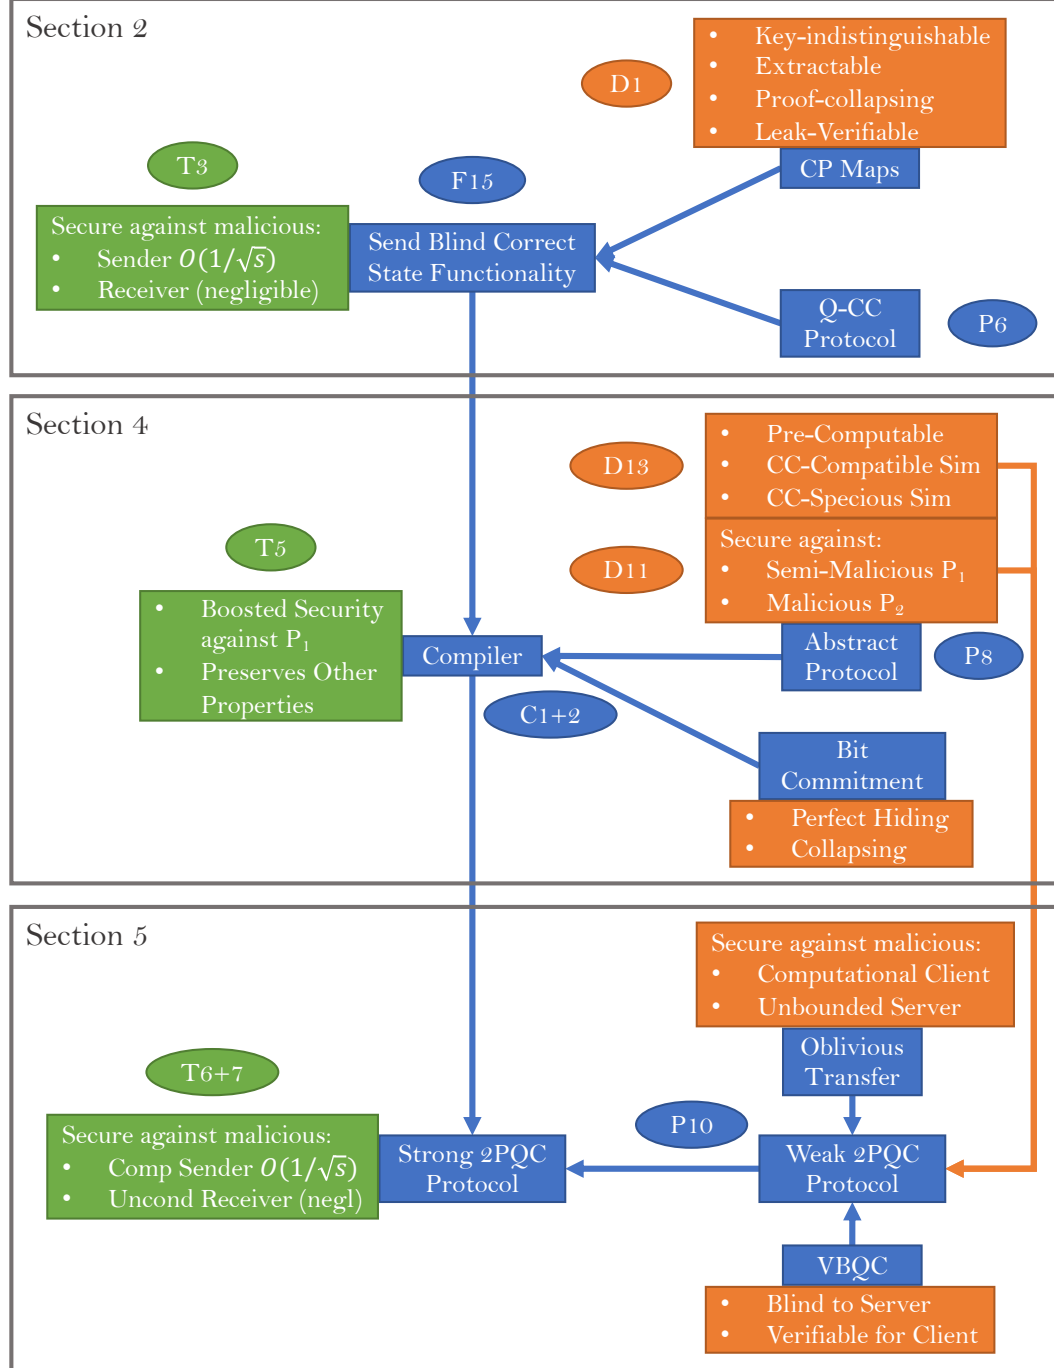 Section 2
D1
• Key-indistinguishable
• Extractable
• Proof-collapsing
• Leak-Verifiable
CP Maps
T3
F15
Secure against malicious:
• Sender O(1/√s)
• Receiver (negligible)
Send Blind Correct
State Functionality
Q-CC
Protocol
P6
Section 4
D13
• Pre-Computable
• CC-Compatible Sim
• CC-Specious Sim
D11
Secure against:
• Semi-Malicious P₁
• Malicious P₂
T5
• Boosted Security
against P₁
• Preserves Other
Properties
Compiler
C1+2
Abstract
Protocol
P8
Bit
Commitment
• Perfect Hiding
• Collapsing
Section 5
Secure against malicious:
• Computational Client
• Unbounded Server
Oblivious
Transfer
T6+7
Secure against malicious:
• Comp Sender O(1/√s)
• Uncond Receiver (negl)
Strong 2PQC
Protocol
P10
Weak 2PQC
Protocol
VBQC
• Blind to Server
• Verifiable for Client